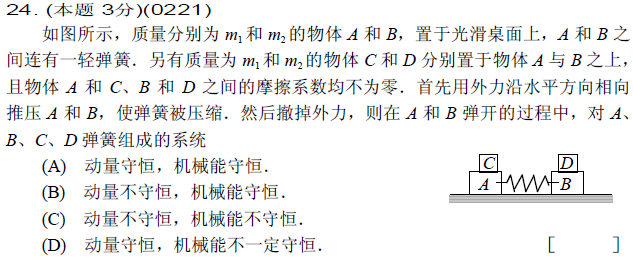 24. (本题 3分)(0221)
如图所示，质量分别为 m₁和 m₂的物体 A 和 B，置于光滑桌面上，A 和 B 之
间连有一轻弹簧．另有质量为 m₁和 m₂的物体 C 和 D 分别置于物体 A 与 B 之上，
且物体 A 和 C、B 和 D 之间的摩擦系数均不为零．首先用外力沿水平方向相向
推压 A 和 B，使弹簧被压缩．然后撤掉外力，则在 A 和 B 弹开的过程中，对 A、
B、C、D 弹簧组成的系统
(A) 动量守恒，机械能守恒．
(B) 动量不守恒，机械能守恒．
(C) 动量不守恒，机械能不守恒．
(D) 动量守恒，机械能不一定守恒．
[ ]
C D
A B